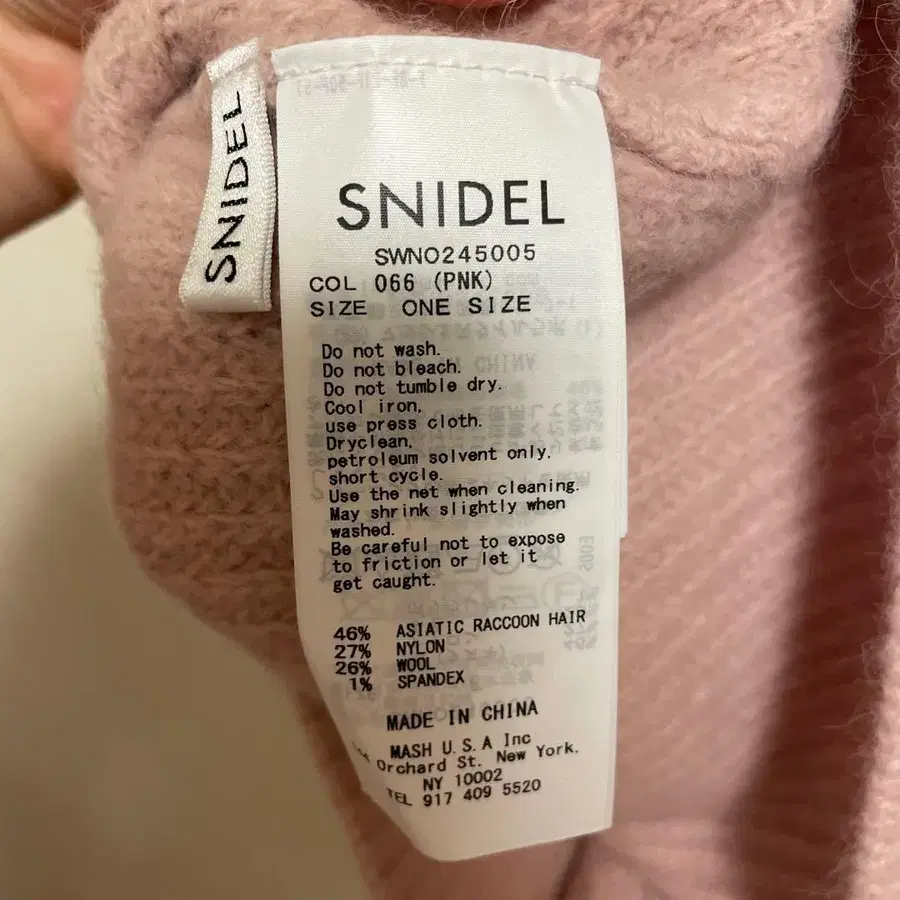 SNIDEL
SNIDEL
SWNO245005
COL 066 (PNK)
SIZE ONE SIZE
Do not wash.
Do not bleach.
Do not tumble dry.
Cool iron,
use press cloth.
Dryclean,
petroleum solvent only.
short cycle.
Use the net when cleaning.
May shrink slightly when
washed.
Be careful not to expose
to friction or let it
get caught.
46% ASIATIC RACCOON HAIR
27% NYLON
26% WOOL
1% SPANDEX
MADE IN CHINA
MASH U.S.A Inc
Orchard St. New York.
NY 10002
TEL 917 409 5520